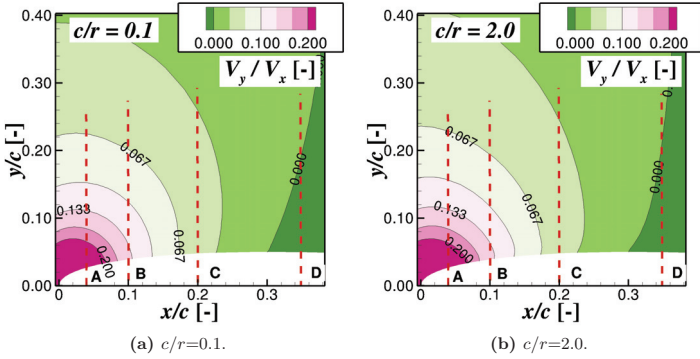 c/r = 0.1
0.000 0.100 0.200
V_y / V_x [-]
0.40
0.30
0.20
0.10
0.00
y/c [-]
0.000
0.067
0.067
0.133
0.200
A B C D
0 0.1 0.2 0.3
x/c [-]
(a) c/r=0.1.
c/r = 2.0
0.000 0.100 0.200
V_y / V_x [-]
0.40
0.30
0.20
0.10
0.00
y/c [-]
0.000
0.067
0.067
0.133
0.200
A B C D
0 0.1 0.2 0.3
x/c [-]
(b) c/r=2.0.